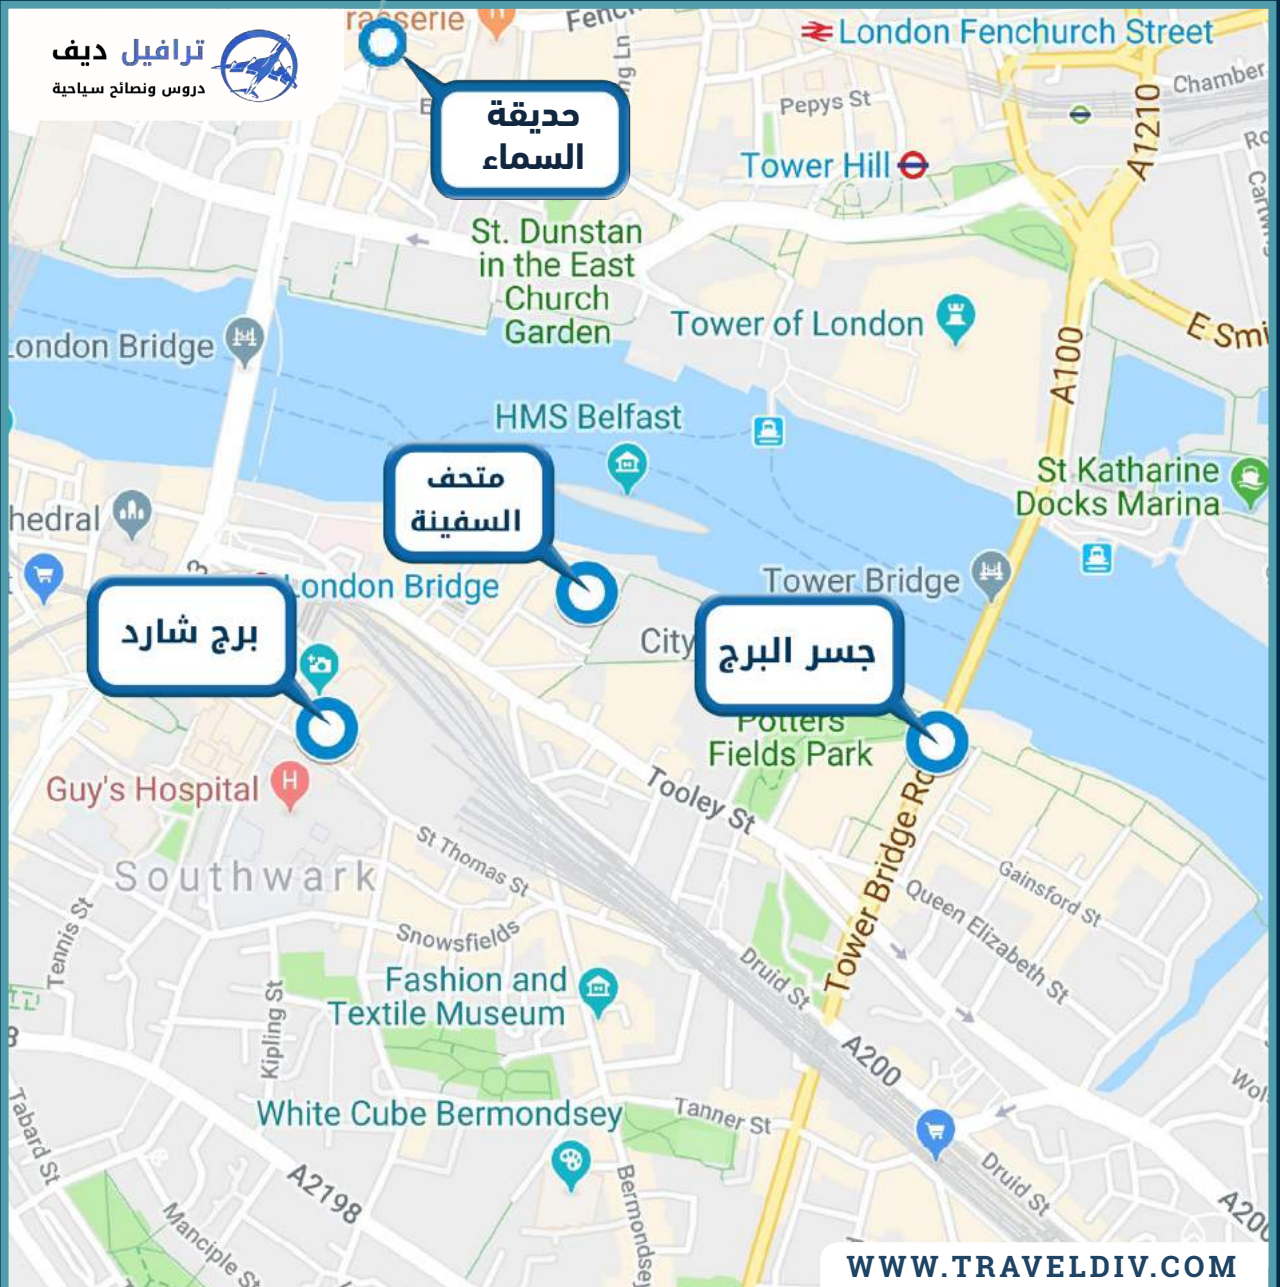 ترافيل ديف
دروس ونصائح سياحية
rasserie
London Fenchurch Street
Chamber
Pepys St
A1210
حديقة
السماء
Tower Hill
St. Dunstan
in the East
Church
Garden
Tower of London
E Smi
London Bridge
A100
HMS Belfast
St Katharine
Docks Marina
متحف
السفينة
hedral
London Bridge
Tower Bridge
برج شارد
City
جسر البرج
Potters
Fields Park
Guy's Hospital
H
Tooley St
Tower Bridge Ro
Southwark
St Thomas St
Gainsford St
Queen Elizabeth St
Tennis St
Snowsfields
Druid St
Fashion and
Textile Museum
Kipling St
A200
White Cube Bermondsey
Tanner St
Tabard St
A2198
Druid St
Manciple St
Bermondsey
A200
WWW.TRAVELDIV.COM